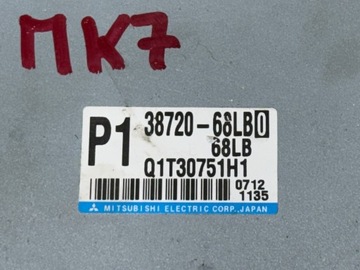 ПК7
P1 38720-68LB0
68LB
Q1T30751H1
0712
1135
MITSUBISHI ELECTRIC CORP., JAPAN